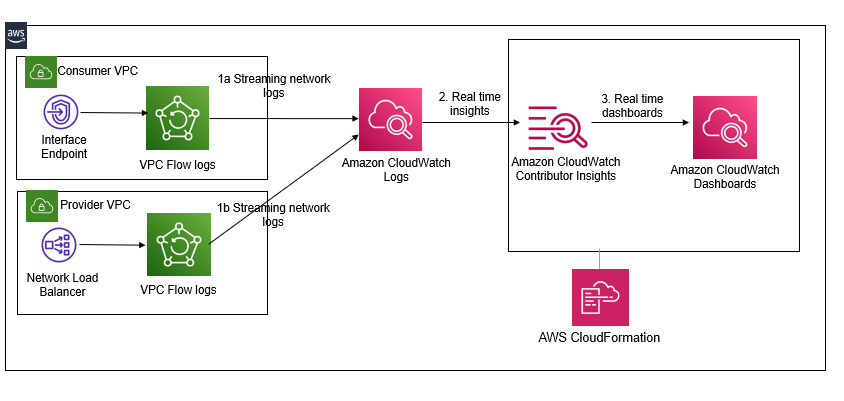 aws
Consumer VPC
Interface
Endpoint
VPC Flow logs
1a Streaming network
logs
Amazon CloudWatch
Logs
2. Real time
insights
Amazon CloudWatch
Contributor Insights
3. Real time
dashboards
Amazon CloudWatch
Dashboards
Provider VPC
Network Load
Balancer
VPC Flow logs
1b Streaming network
logs
AWS CloudFormation